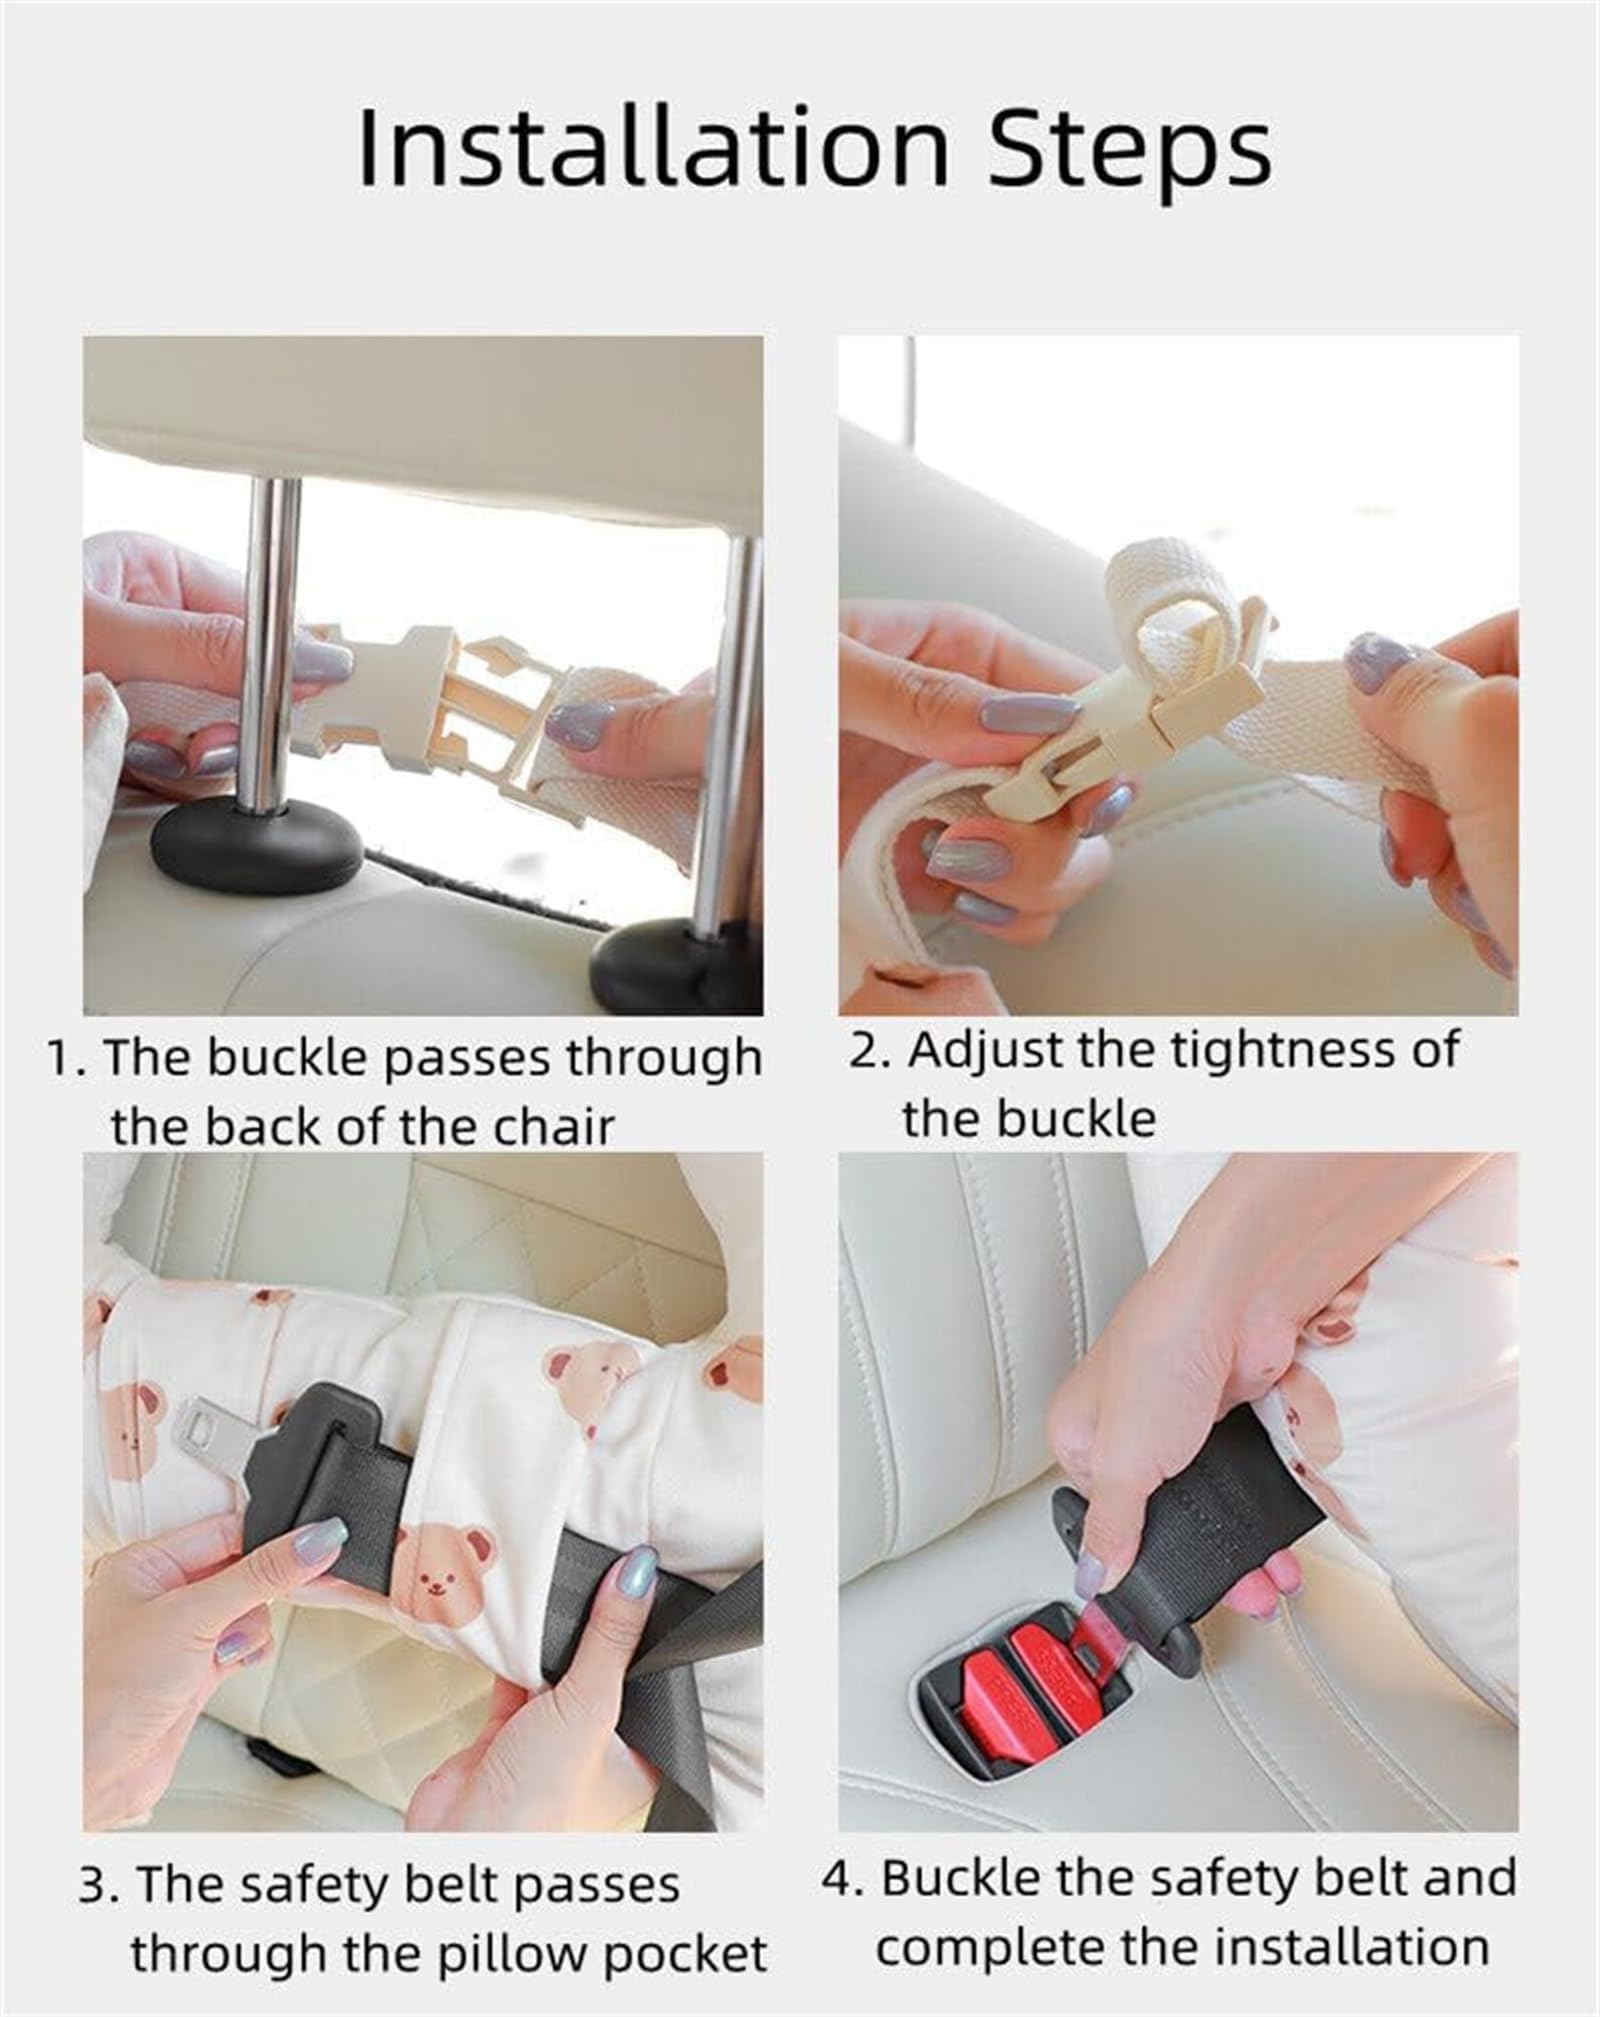 Installation Steps
1. The buckle passes through
the back of the chair
2. Adjust the tightness of
the buckle
3. The safety belt passes
through the pillow pocket
4. Buckle the safety belt and
complete the installation